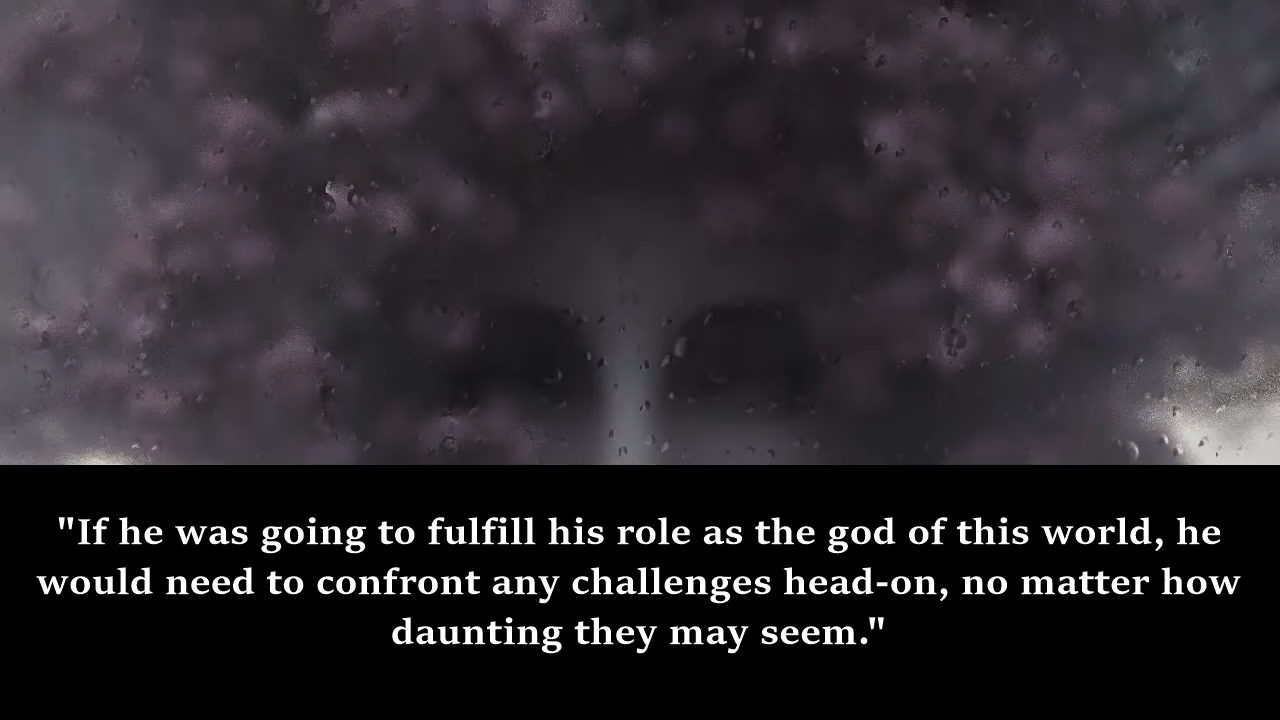 "If he was going to fulfill his role as the god of this world, he
would need to confront any challenges head-on, no matter how
daunting they may seem."